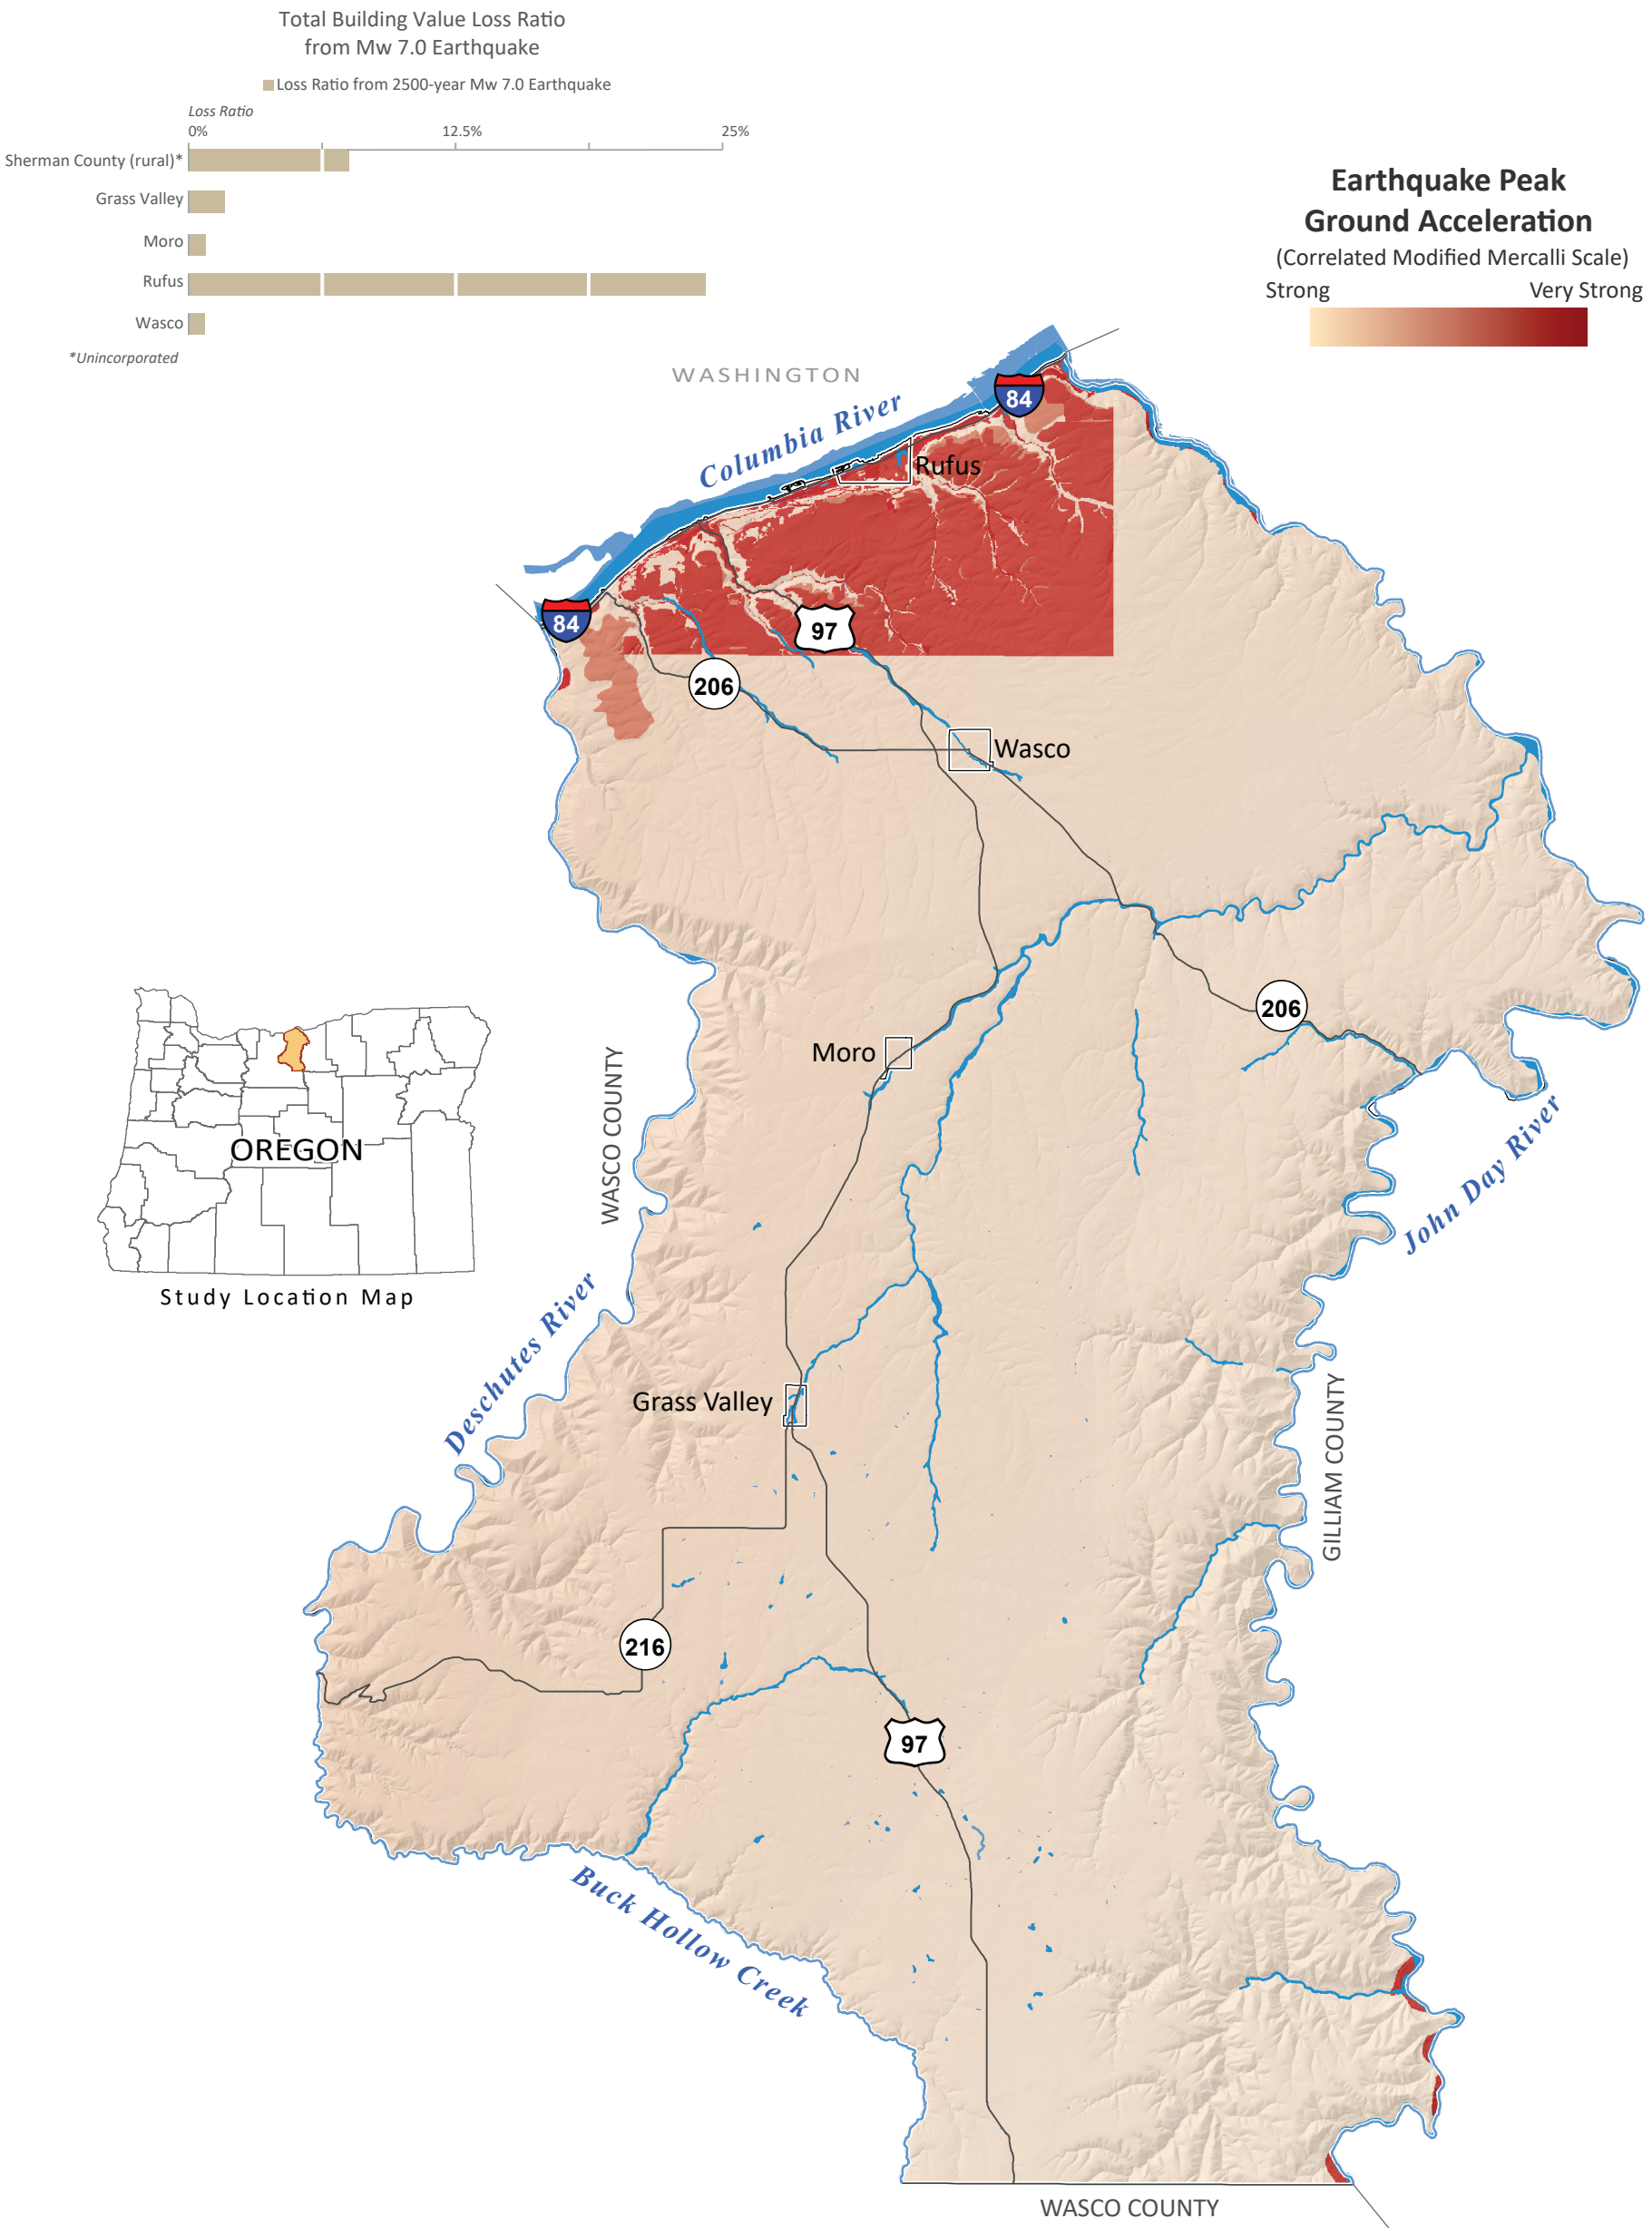 Total Building Value Loss Ratio
from Mw 7.0 Earthquake
Loss Ratio from 2500-year Mw 7.0 Earthquake
Loss Ratio
0% 12.5% 25%
Sherman County (rural)*
Grass Valley
Moro
Rufus
Wasco
*Unincorporated
Earthquake Peak
Ground Acceleration
(Correlated Modified Mercalli Scale)
Strong Very Strong
WASHINGTON
84
Columbia River
Rufus
84
97
206
Wasco
206
Moro
WASCO COUNTY
OREGON
John Day River
Study Location Map
Deschutes River
Grass Valley
GILLIAM COUNTY
216
97
Buck Hollow Creek
WASCO COUNTY